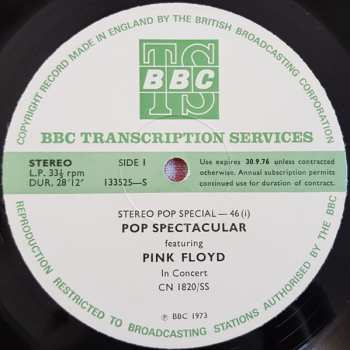 COPYRIGHT RECORD MADE IN ENGLAND BY THE BRITISH BROADCASTING CORPORATION
TS
BBC
BBC TRANSCRIPTION SERVICES
STEREO
L.P. 33⅓ rpm
DUR. 28'12"
SIDE 1
133525—S
Use expires 30.9.76 unless contracted
otherwise. Annual subscription permits
continued use for duration of contract.
STEREO POP SPECIAL — 46 (i)
POP SPECTACULAR
featuring
PINK FLOYD
In Concert
CN 1820/SS
℗ BBC 1973
REPRODUCTION RESTRICTED TO BROADCASTING STATIONS AUTHORISED BY THE BBC